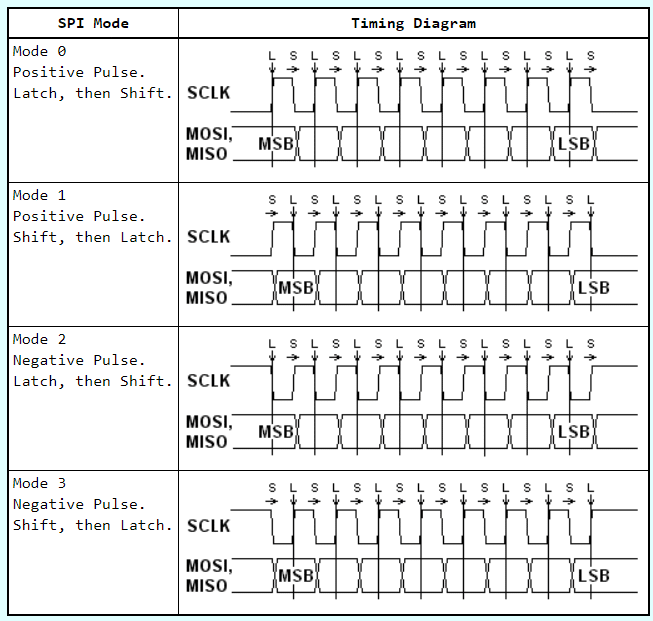 SPI Mode Timing Diagram
Mode 0
Positive Pulse.
Latch, then Shift.
L S L S L S L S L S L S L S L S
SCLK
MOSI,
MISO
MSB LSB
Mode 1
Positive Pulse.
Shift, then Latch.
S L S L S L S L S L S L S L S L
SCLK
MOSI,
MISO
MSB LSB
Mode 2
Negative Pulse.
Latch, then Shift.
L S L S L S L S L S L S L S L S
SCLK
MOSI,
MISO
MSB LSB
Mode 3
Negative Pulse.
Shift, then Latch.
S L S L S L S L S L S L S L S L
SCLK
MOSI,
MISO
MSB LSB